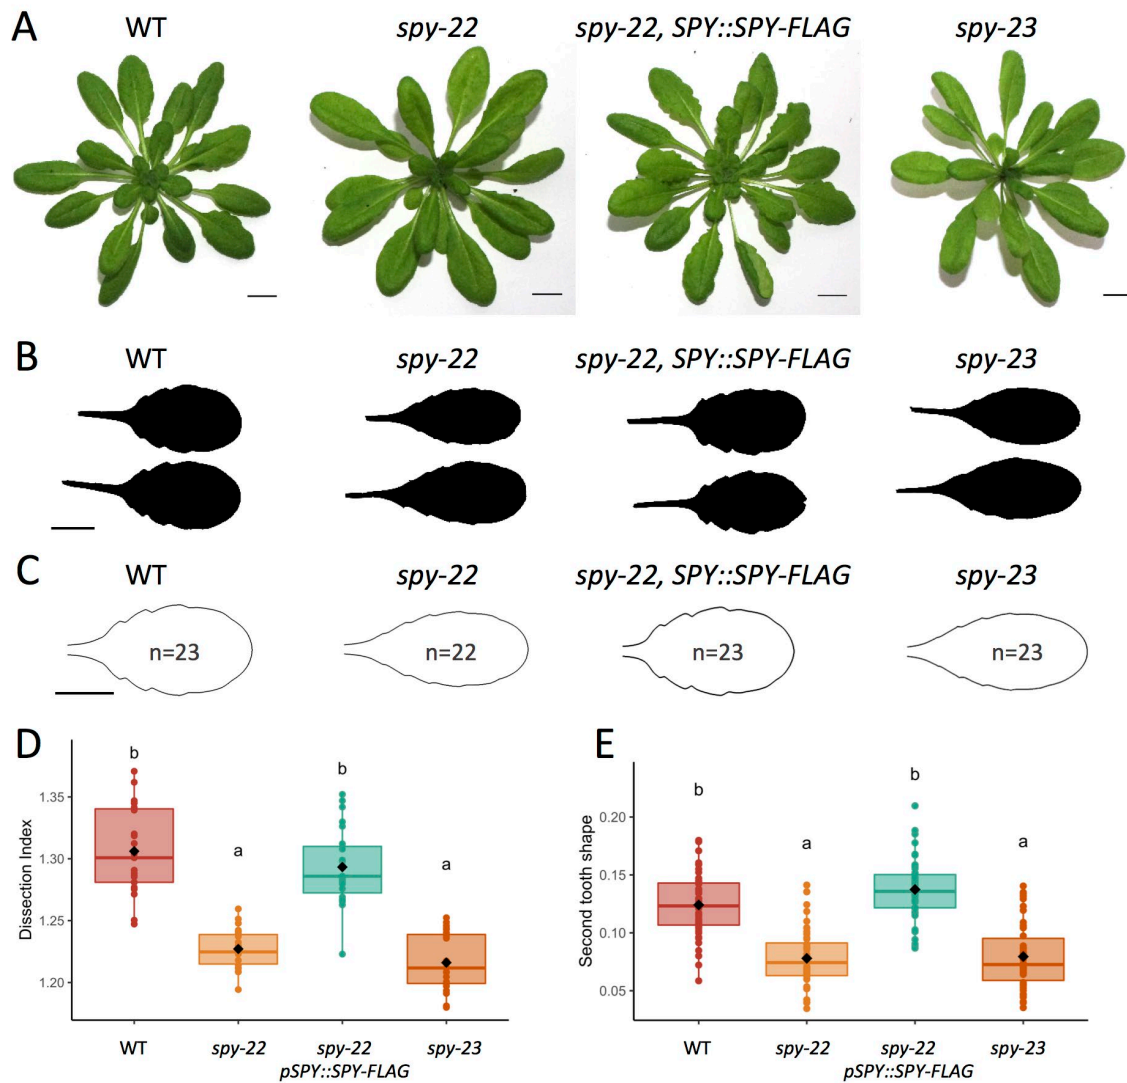 A
WT
spy-22
spy-22, SPY::SPY-FLAG
spy-23
B
WT
spy-22
spy-22, SPY::SPY-FLAG
spy-23
C
WT
spy-22
spy-22, SPY::SPY-FLAG
spy-23
n=23
n=22
n=23
n=23
D
Dissection Index
1.35
1.30
1.25
1.20
b
a
b
a
WT
spy-22
spy-22
pSPY::SPY-FLAG
spy-23
E
Second tooth shape
0.20
0.15
0.10
0.05
b
a
b
a
WT
spy-22
spy-22
pSPY::SPY-FLAG
spy-23